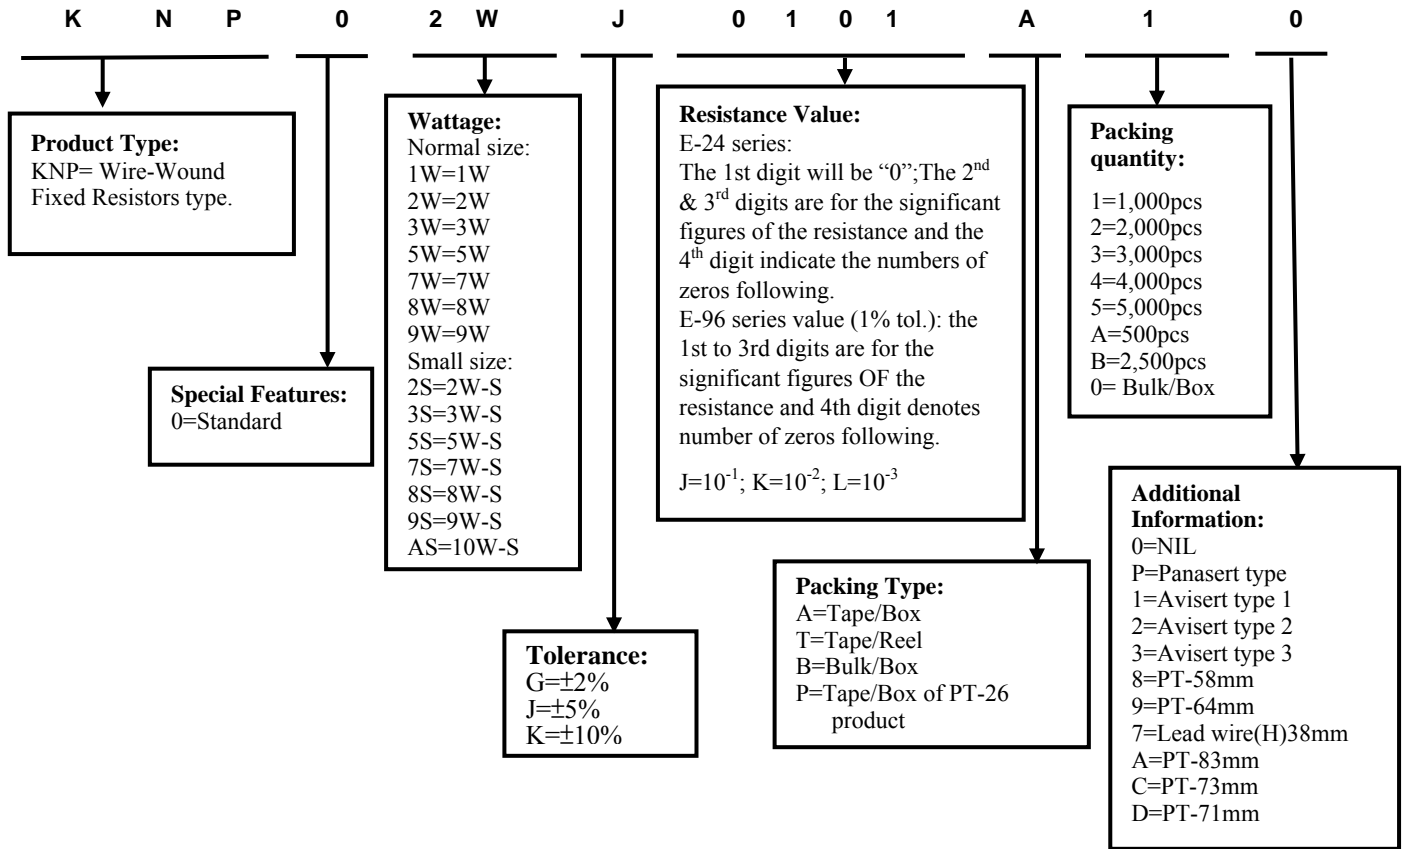 K N P 0 2 W J 0 1 0 1 A 1 0
Product Type:
KNP= Wire-Wound
Fixed Resistors type.
Special Features:
0=Standard
Wattage:
Normal size:
1W=1W
2W=2W
3W=3W
5W=5W
7W=7W
8W=8W
9W=9W
Small size:
2S=2W-S
3S=3W-S
5S=5W-S
7S=7W-S
8S=8W-S
9S=9W-S
AS=10W-S
Tolerance:
G=±2%
J=±5%
K=±10%
Resistance Value:
E-24 series:
The 1st digit will be “0”;The 2nd
& 3rd digits are for the significant
figures of the resistance and the
4th digit indicate the numbers of
zeros following.
E-96 series value (1% tol.): the
1st to 3rd digits are for the
significant figures OF the
resistance and 4th digit denotes
number of zeros following.
J=10-1; K=10-2; L=10-3
Packing Type:
A=Tape/Box
T=Tape/Reel
B=Bulk/Box
P=Tape/Box of PT-26
product
Packing
quantity:
1=1,000pcs
2=2,000pcs
3=3,000pcs
4=4,000pcs
5=5,000pcs
A=500pcs
B=2,500pcs
0= Bulk/Box
Additional
Information:
0=NIL
P=Panasert type
1=Avisert type 1
2=Avisert type 2
3=Avisert type 3
8=PT-58mm
9=PT-64mm
7=Lead wire(H)38mm
A=PT-83mm
C=PT-73mm
D=PT-71mm